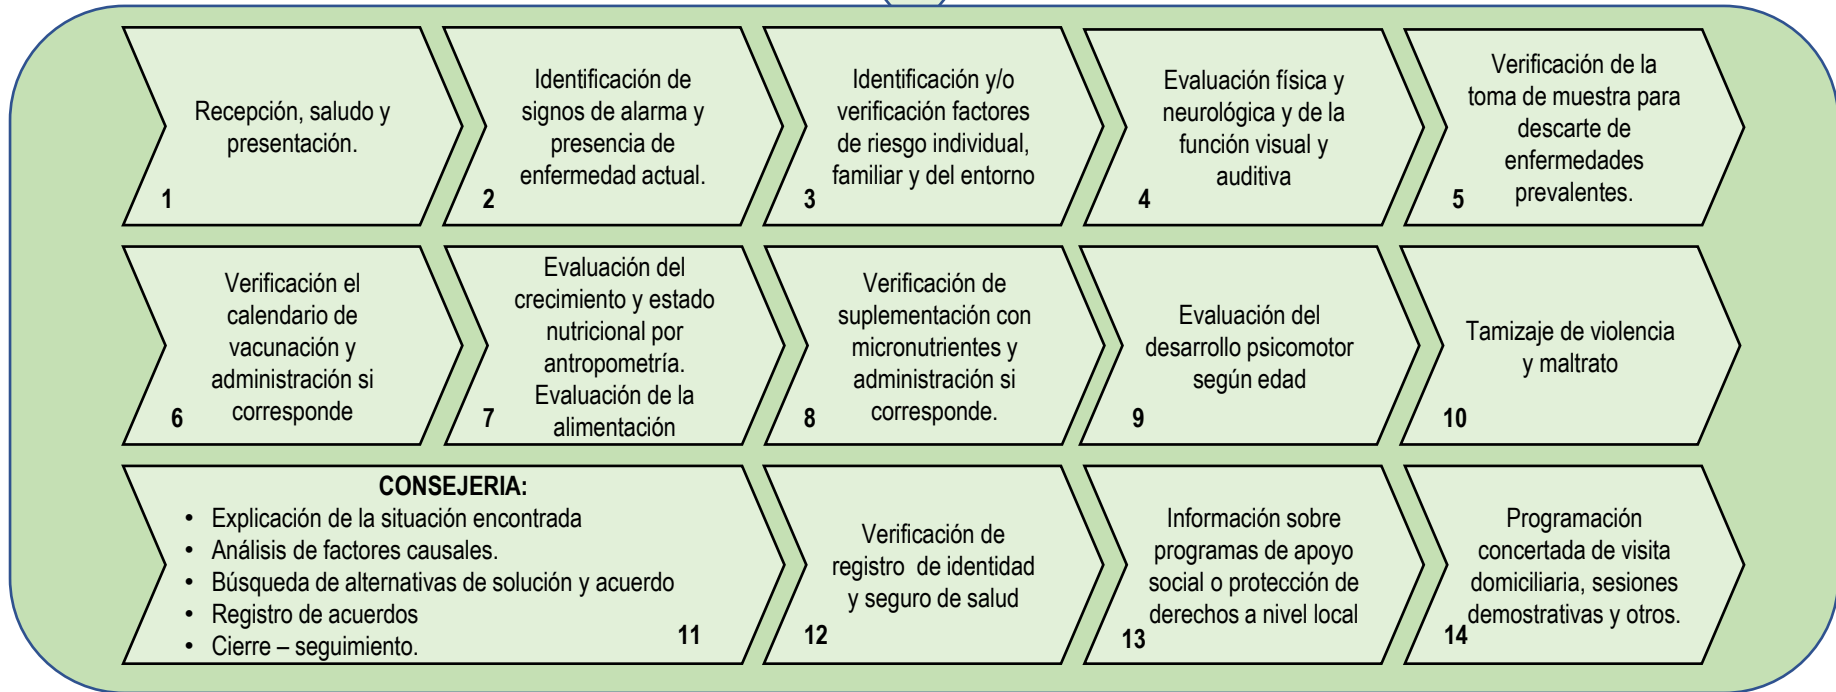 Recepción, saludo y
presentación.
1
Identificación de
signos de alarma y
presencia de
enfermedad actual.
2
Identificación y/o
verificación factores
de riesgo individual,
familiar y del entorno
3
Evaluación física y
neurológica y de la
función visual y
auditiva
4
Verificación de la
toma de muestra para
descarte de
enfermedades
prevalentes.
5
Verificación el
calendario de
vacunación y
administración si
corresponde
6
Evaluación del
crecimiento y estado
nutricional por
antropometría.
Evaluación de la
alimentación
7
Verificación de
suplementación con
micronutrientes y
administración si
corresponde.
8
Evaluación del
desarrollo psicomotor
según edad
9
Tamizaje de violencia
y maltrato
10
CONSEJERIA:
• Explicación de la situación encontrada
• Análisis de factores causales.
• Búsqueda de alternativas de solución y acuerdo
• Registro de acuerdos
• Cierre – seguimiento.
11
Verificación de
registro de identidad
y seguro de salud
12
Información sobre
programas de apoyo
social o protección de
derechos a nivel local
13
Programación
concertada de visita
domiciliaria, sesiones
demostrativas y otros.
14